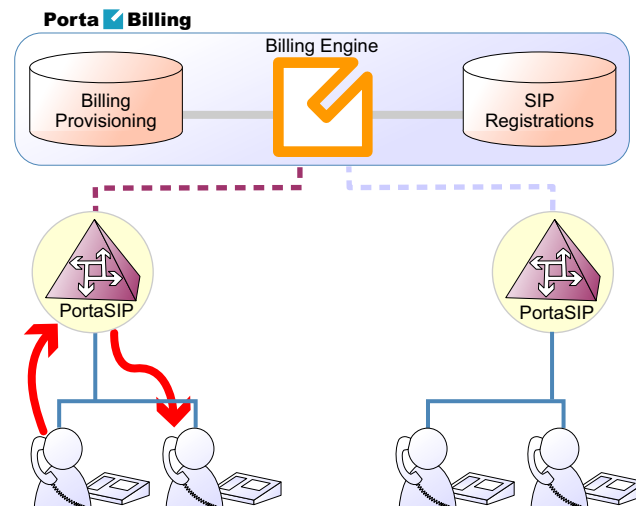 Porta Billing
Billing Engine
Billing
Provisioning
SIP
Registrations
PortaSIP
PortaSIP